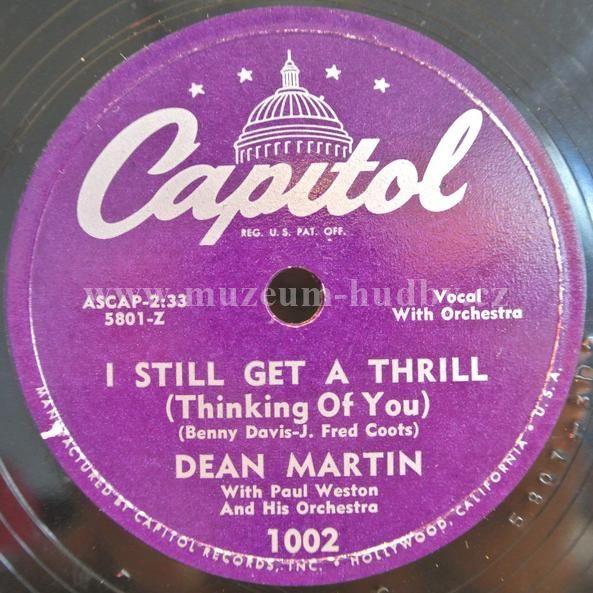 Capitol
REG. U.S. PAT. OFF.
www.muzeum-hudby.cz
ASCAP-2:33
5801-Z
Vocal
With Orchestra
I STILL GET A THRILL
(Thinking Of You)
(Benny Davis-J. Fred Coots)
DEAN MARTIN
With Paul Weston
And His Orchestra
1002
MANUFACTURED BY CAPITOL RECORDS, INC. • HOLLYWOOD, CALIFORNIA • U.S.A.